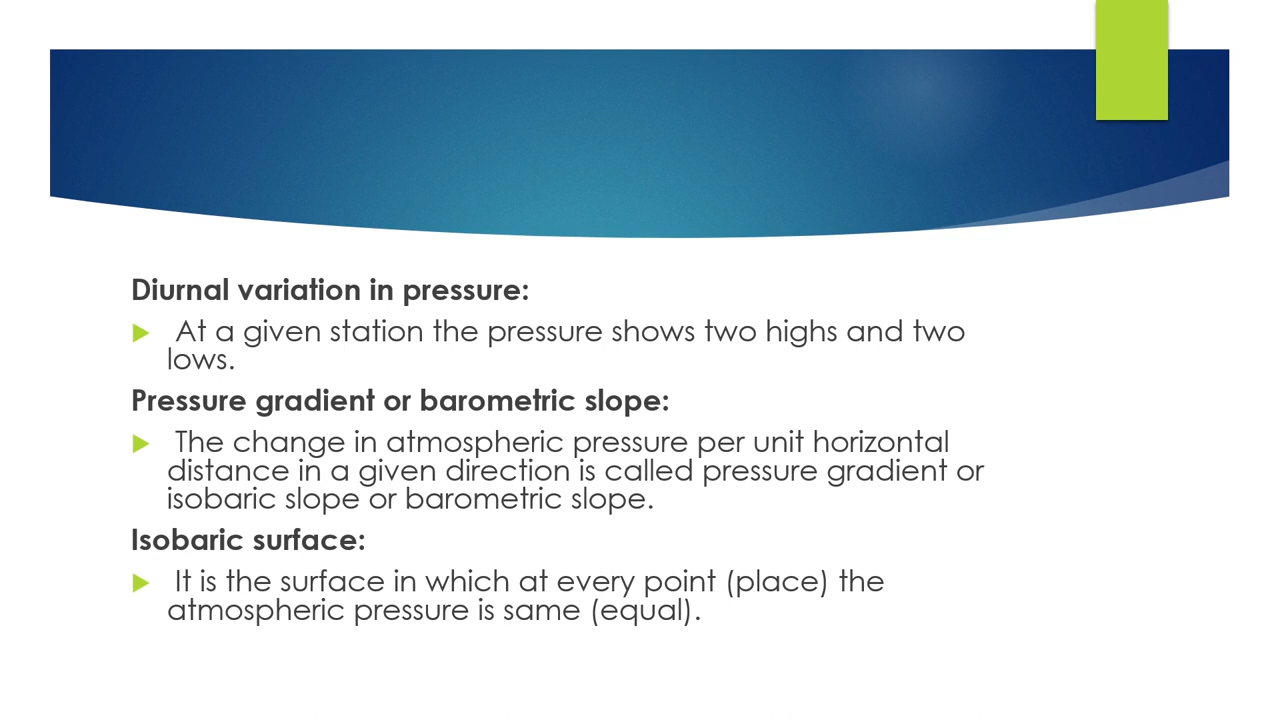 Diurnal variation in pressure:
At a given station the pressure shows two highs and two
lows.
Pressure gradient or barometric slope:
The change in atmospheric pressure per unit horizontal
distance in a given direction is called pressure gradient or
isobaric slope or barometric slope.
Isobaric surface:
It is the surface in which at every point (place) the
atmospheric pressure is same (equal).